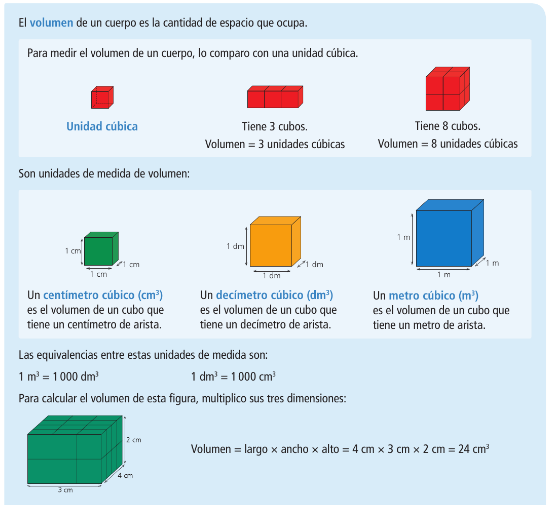 El volumen de un cuerpo es la cantidad de espacio que ocupa.
Para medir el volumen de un cuerpo, lo comparo con una unidad cúbica.
Unidad cúbica
Tiene 3 cubos.
Volumen = 3 unidades cúbicas
Tiene 8 cubos.
Volumen = 8 unidades cúbicas
Son unidades de medida de volumen:
1 cm
1 cm
1 cm
Un centímetro cúbico (cm³)
es el volumen de un cubo que
tiene un centímetro de arista.
1 dm
1 dm
1 dm
Un decímetro cúbico (dm³)
es el volumen de un cubo que
tiene un decímetro de arista.
1 m
1 m
1 m
Un metro cúbico (m³)
es el volumen de un cubo que
tiene un metro de arista.
Las equivalencias entre estas unidades de medida son:
1 m³ = 1 000 dm³
1 dm³ = 1 000 cm³
Para calcular el volumen de esta figura, multiplico sus tres dimensiones:
2 cm
4 cm
3 cm
Volumen = largo × ancho × alto = 4 cm × 3 cm × 2 cm = 24 cm³